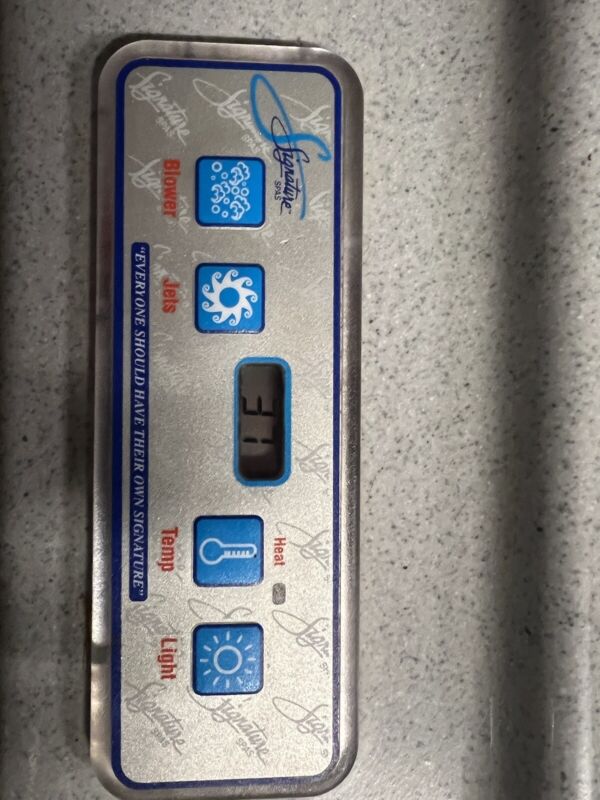 Signature
SPAS
Heat
Blower
Jets
Temp
Light
"EVERYONE SHOULD HAVE THEIR OWN SIGNATURE"